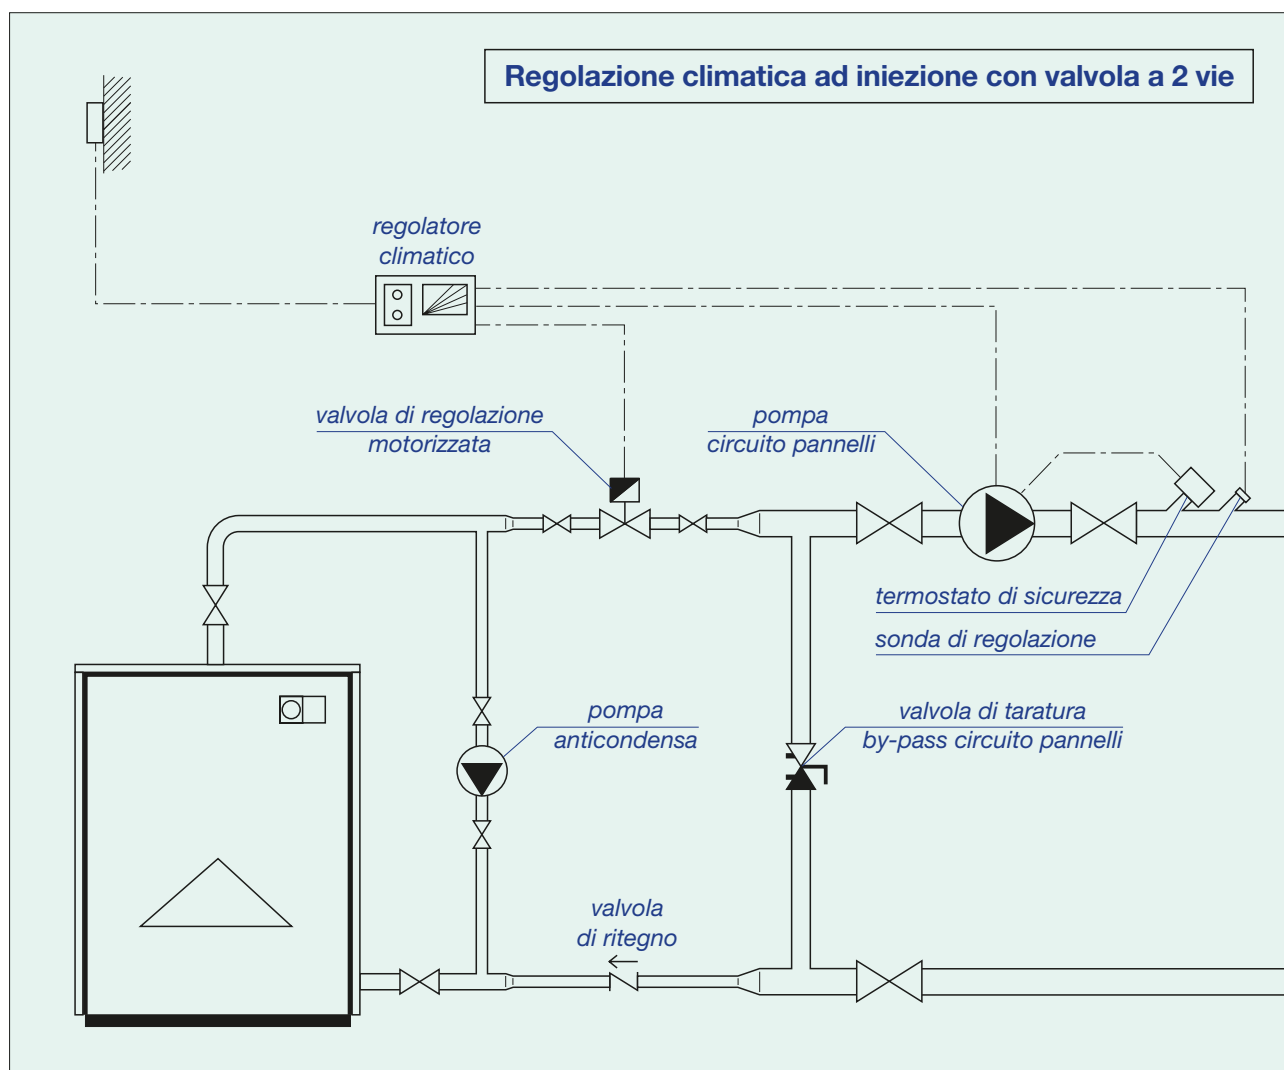 Regolazione climatica ad iniezione con valvola a 2 vie
regolatore
climatico
valvola di regolazione
motorizzata
pompa
circuito pannelli
termostato di sicurezza
sonda di regolazione
pompa
anticondensa
valvola di taratura
by-pass circuito pannelli
valvola
di ritegno